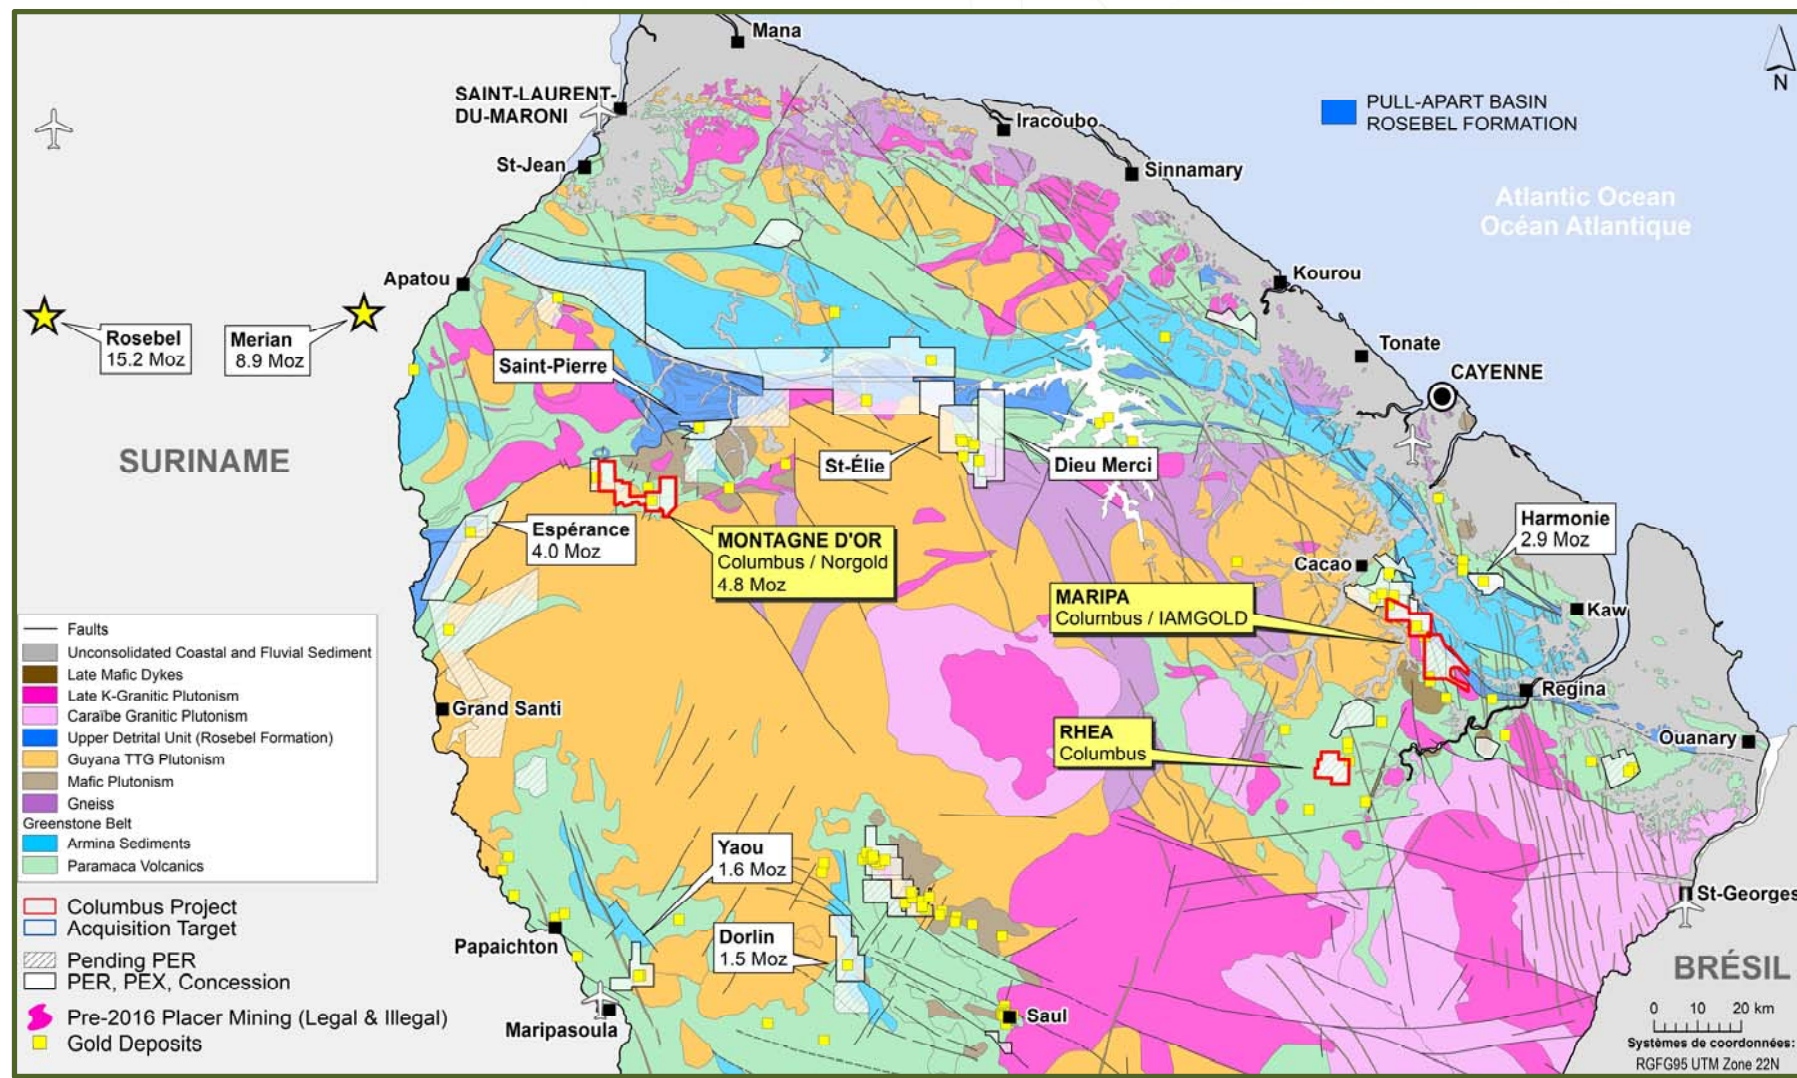 Mana
SAINT-LAURENT-
DU-MARONI
Iracoubo
St-Jean
Sinnamary
PULL-APART BASIN
ROSEBEL FORMATION
N
Atlantic Ocean
Océan Atlantique
Apatou
Kourou
Rosebel
15.2 Moz
Merian
8.9 Moz
Saint-Pierre
Tonate
CAYENNE
SURINAME
St-Élie
Dieu Merci
Espérance
4.0 Moz
MONTAGNE D'OR
Columbus / Norgold
4.8 Moz
Harmonie
2.9 Moz
Cacao
MARIPA
Columbus / IAMGOLD
Kaw
Regina
Grand Santi
RHEA
Columbus
Ouanary
Faults
Unconsolidated Coastal and Fluvial Sediment
Late Mafic Dykes
Late K-Granitic Plutonism
Caraïbe Granitic Plutonism
Upper Detrital Unit (Rosebel Formation)
Guyana TTG Plutonism
Mafic Plutonism
Gneiss
Greenstone Belt
Armina Sediments
Paramaca Volcanics
Columbus Project
Acquisition Target
Pending PER
PER, PEX, Concession
Pre-2016 Placer Mining (Legal & Illegal)
Gold Deposits
Yaou
1.6 Moz
Dorlin
1.5 Moz
Papaichton
Maripasoula
Saul
St-Georges
BRÉSIL
0 10 20 km
Systèmes de coordonnées:
RGFG95 UTM Zone 22N